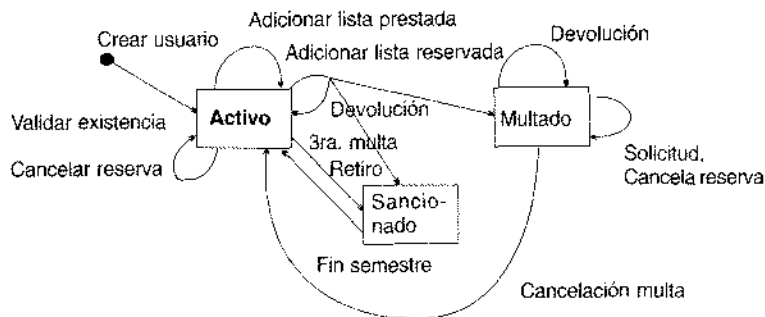 Adicionar lista prestada
Crear usuario
Adicionar lista reservada
Devolución
Validar existencia
Activo
Devolución
Multado
3ra. multa
Cancelar reserva
Retiro
Solicitud,
Cancela reserva
Sancio-
nado
Fin semestre
Cancelación multa